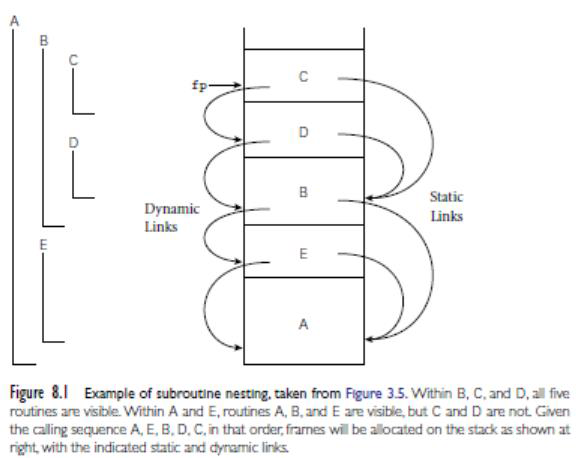 A
B
C
D
E
fp
C
D
B
E
A
Dynamic
Links
Static
Links
Figure 8.1 Example of subroutine nesting, taken from Figure 3.5. Within B, C, and D, all five
routines are visible. Within A and E, routines A, B, and E are visible, but C and D are not. Given
the calling sequence A, E, B, D, C, in that order, frames will be allocated on the stack as shown at
right, with the indicated static and dynamic links.